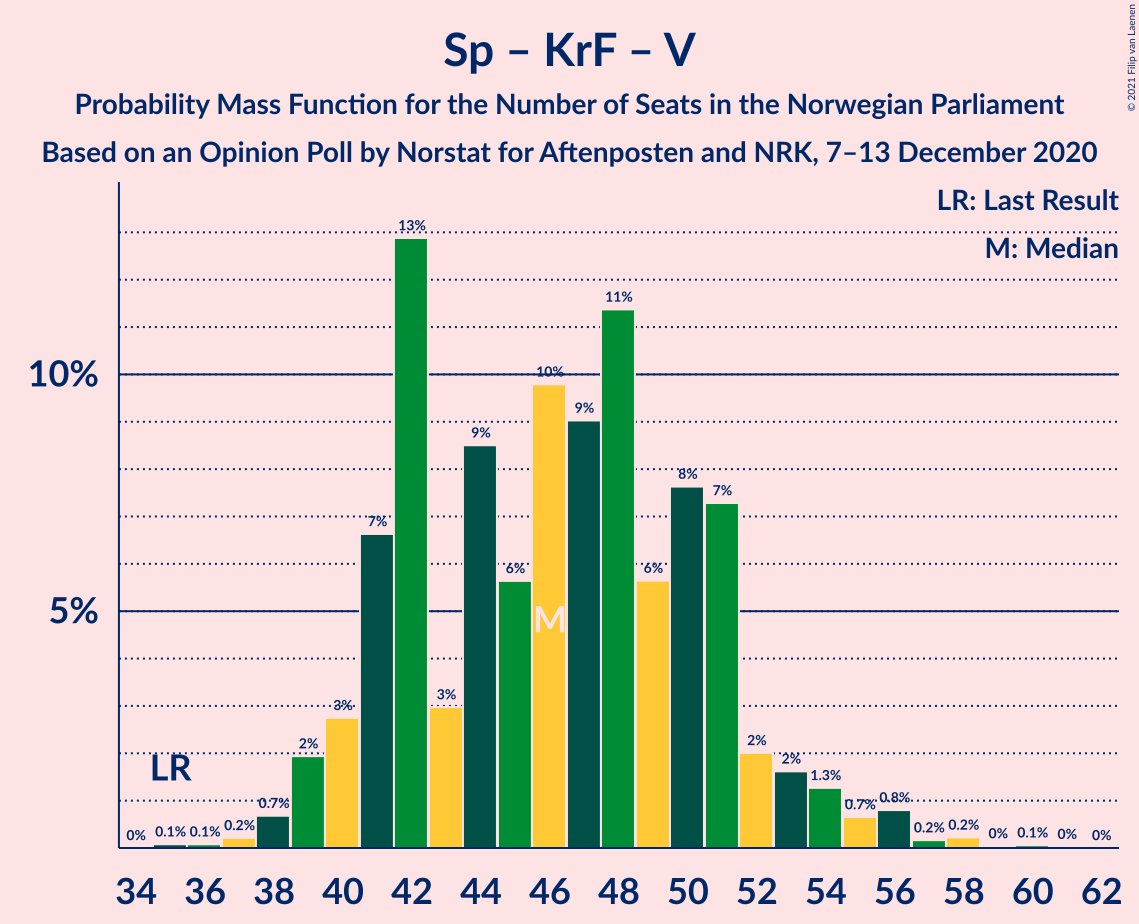 Sp – KrF – V
Probability Mass Function for the Number of Seats in the Norwegian Parliament
Based on an Opinion Poll by Norstat for Aftenposten and NRK, 7–13 December 2020
© 2021 Filip van Laenen
LR: Last Result
M: Median
10%
5%
LR
M
0% 0.1% 0.1% 0.2% 0.7% 2% 3% 7% 13% 3% 9% 6% 10% 9% 11% 6% 8% 7% 2% 2% 1.3% 0.7% 0.8% 0.2% 0.2% 0% 0.1% 0% 0%
34 36 38 40 42 44 46 48 50 52 54 56 58 60 62